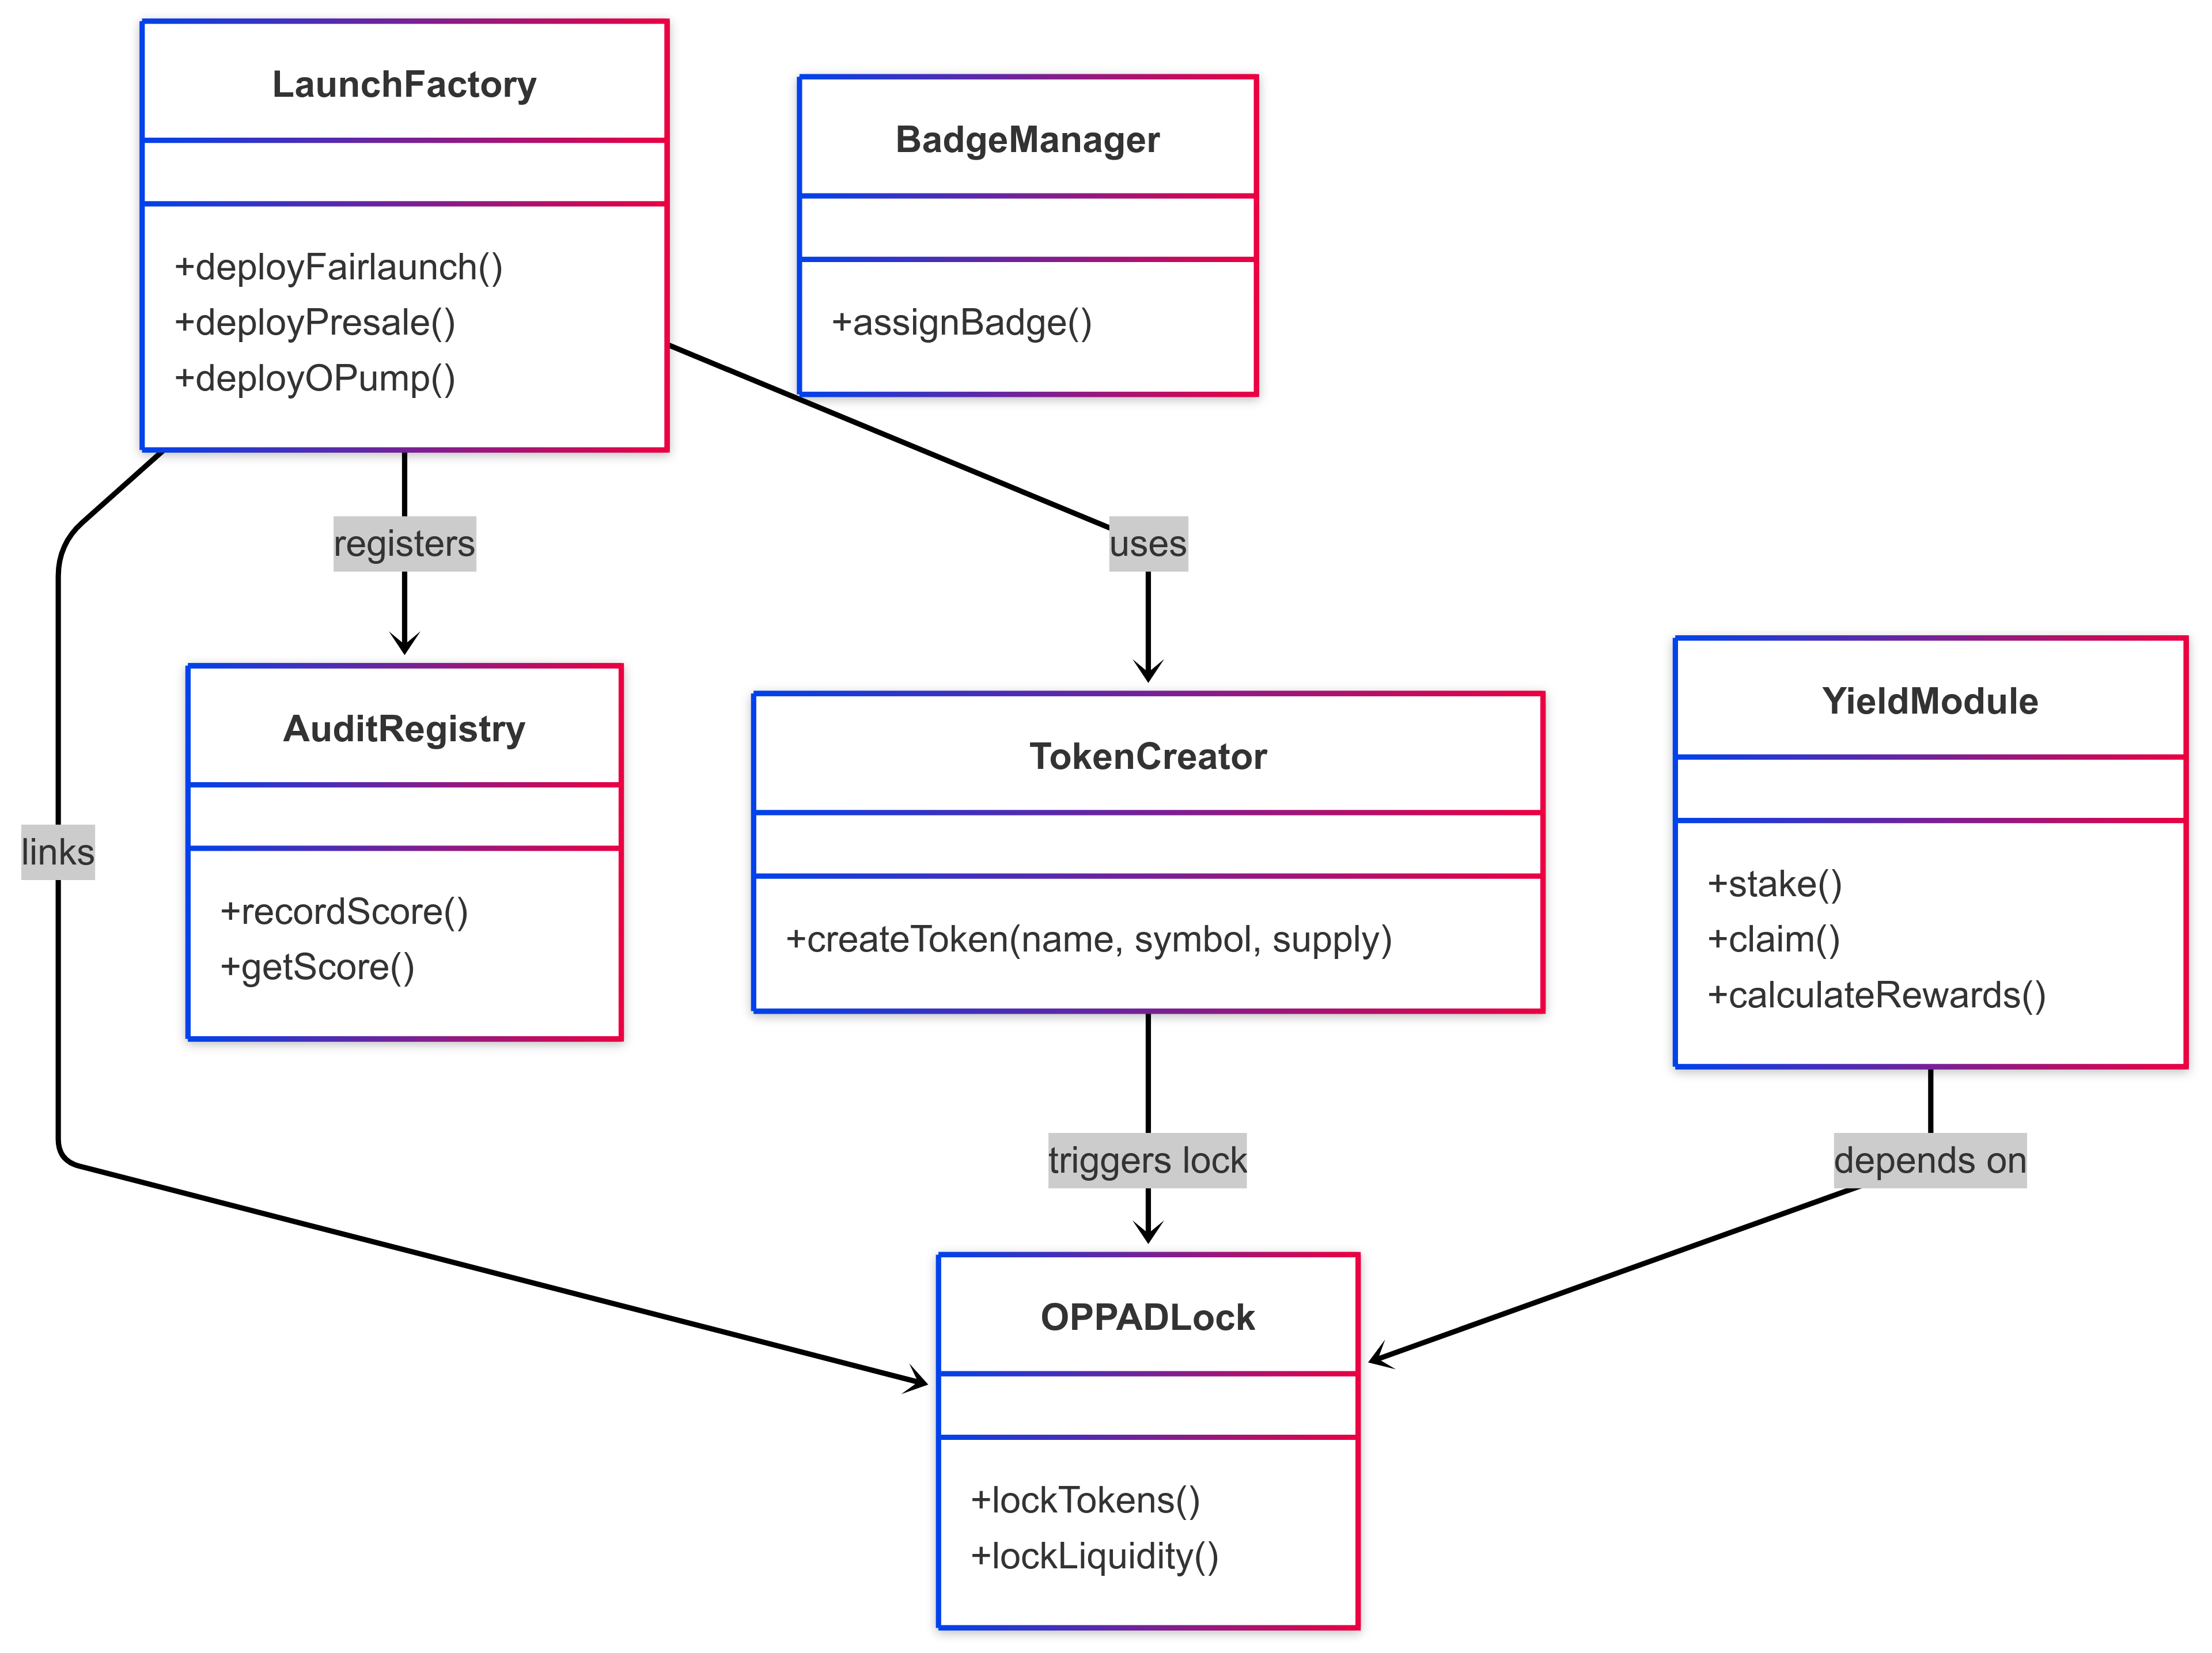 LaunchFactory
+deployFairlaunch()
+deployPresale()
+deployOPump()
BadgeManager
+assignBadge()
registers
uses
links
AuditRegistry
+recordScore()
+getScore()
TokenCreator
+createToken(name, symbol, supply)
YieldModule
+stake()
+claim()
+calculateRewards()
triggers lock
depends on
OPPADLock
+lockTokens()
+lockLiquidity()